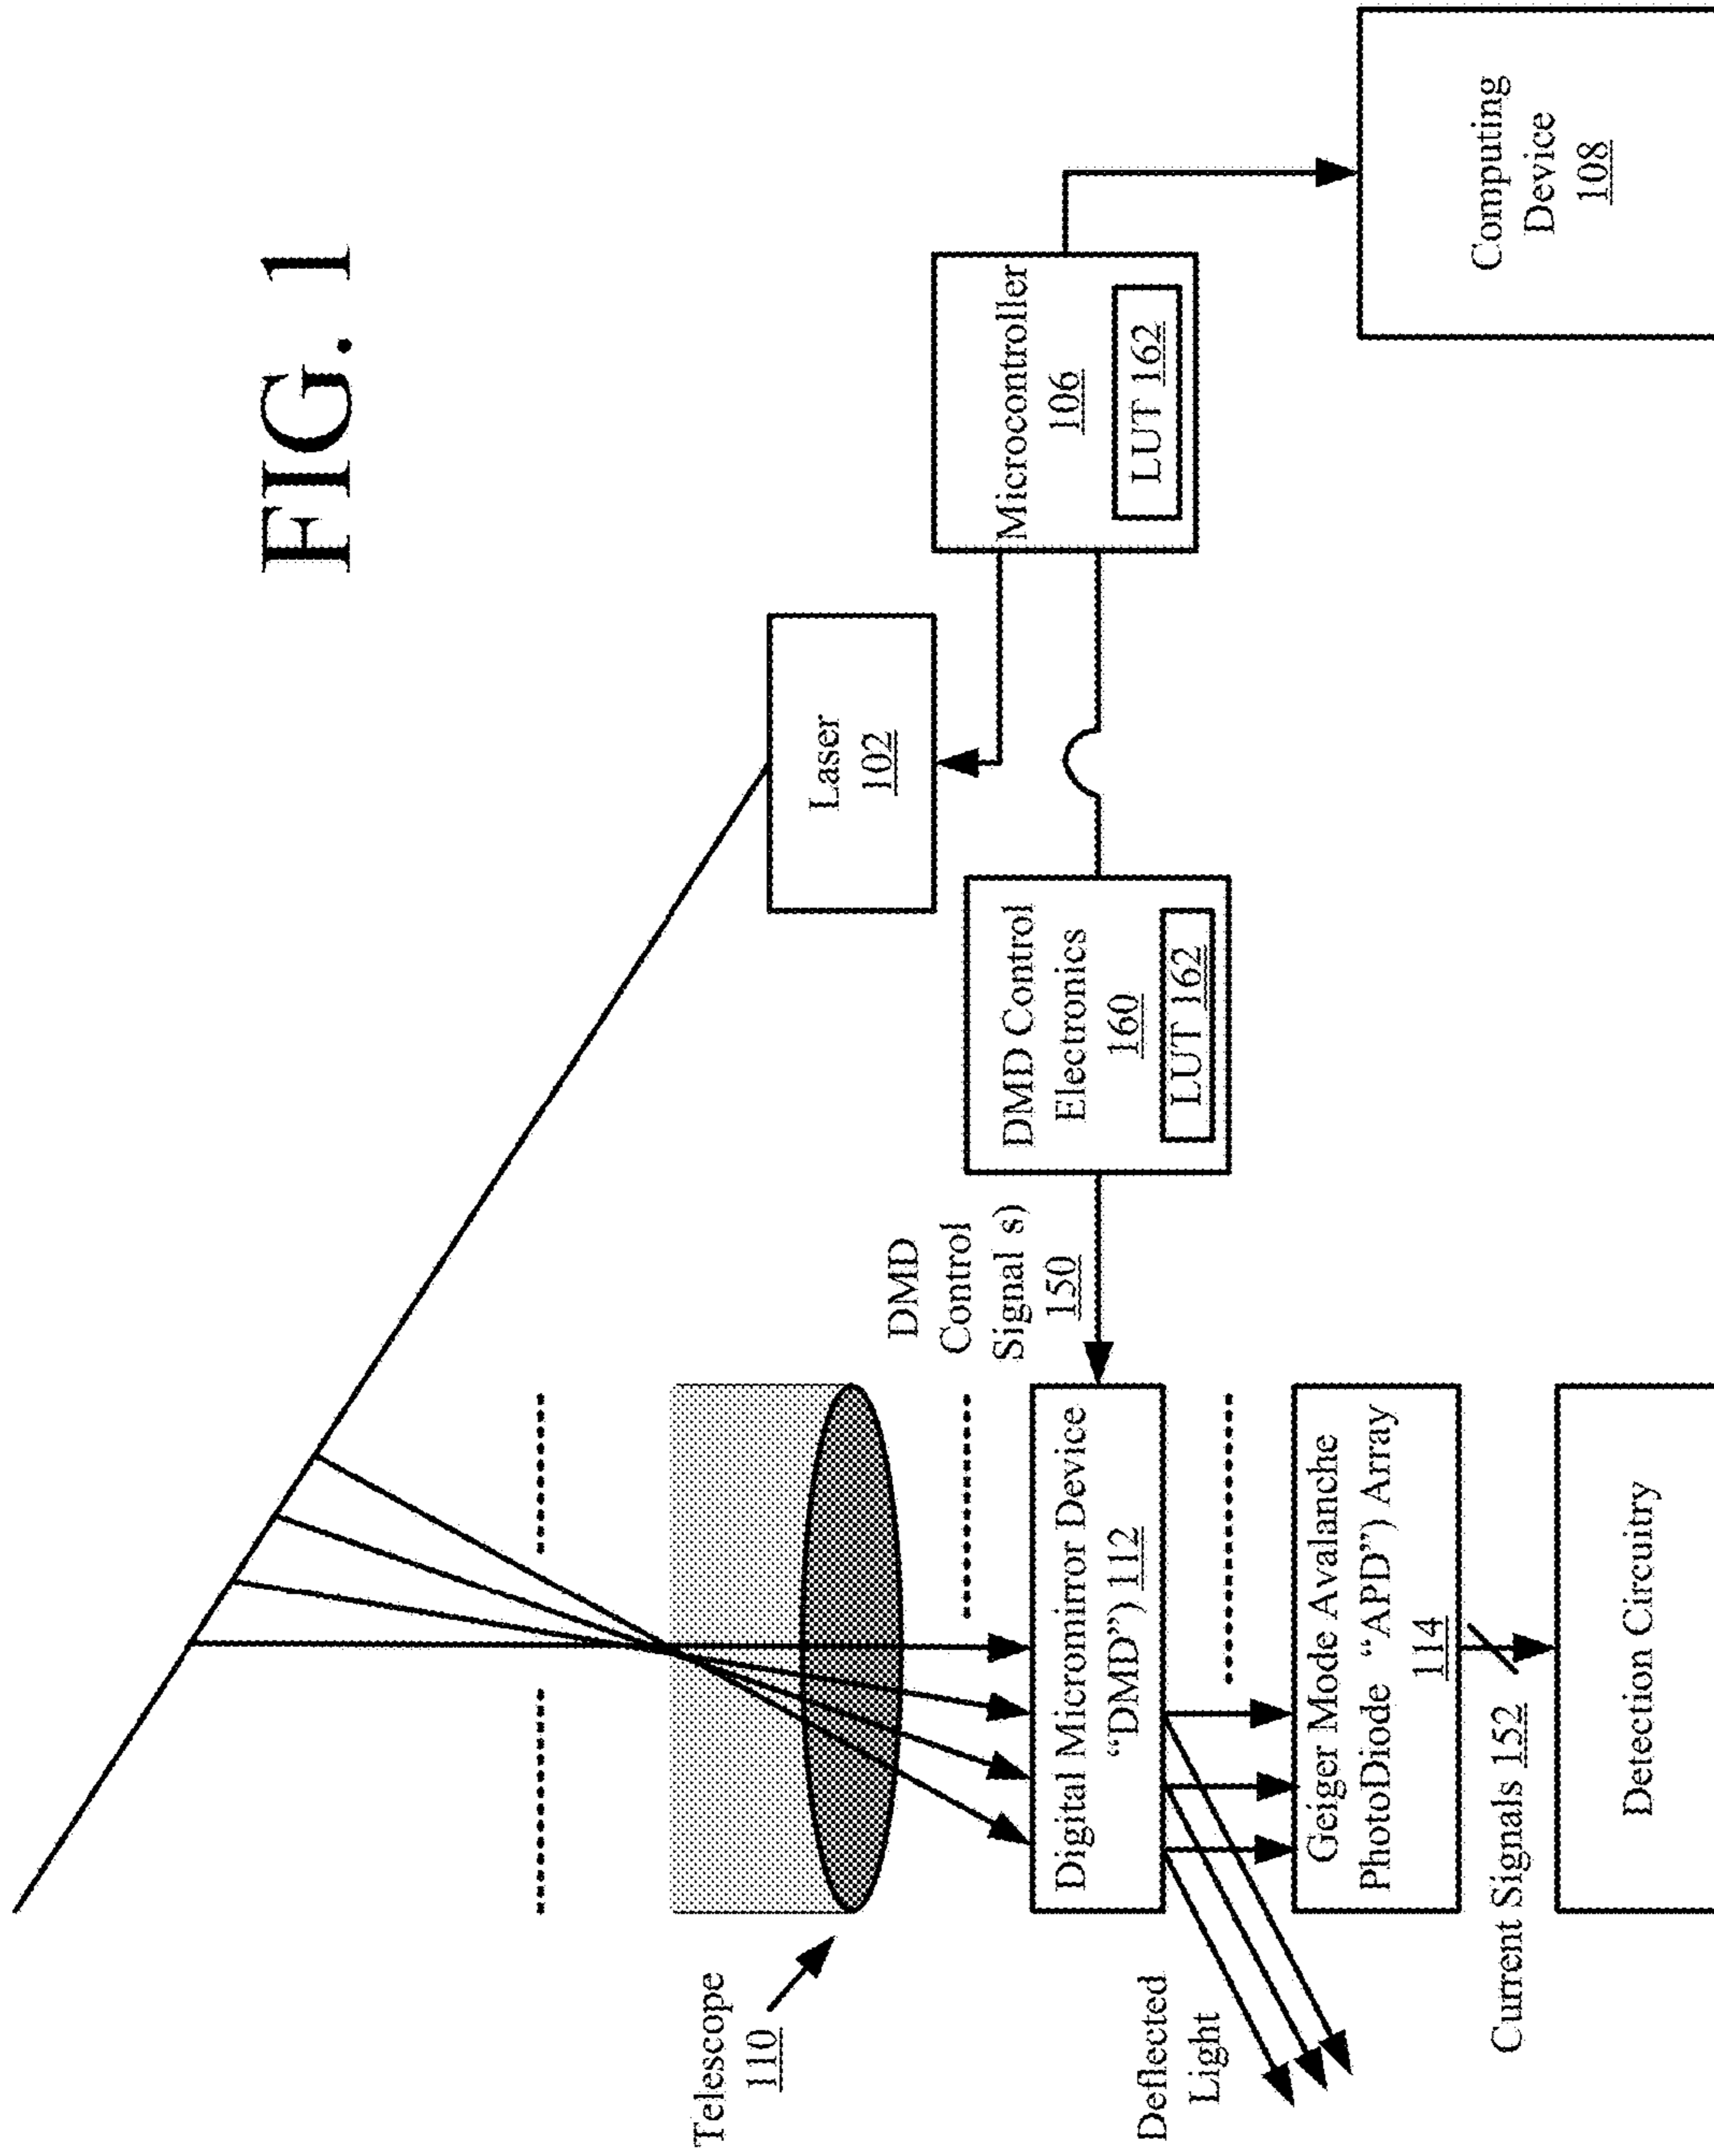 FIG. 1
Telescope
110
Laser
102
DMD
Control
Signal s)
150
DMD Control
Electronics
160
LUT 162
Microcontroller
106
LUT 162
Digital Micromirror Device
“DMD”) 112
Deflected
Light
Geiger Mode Avalanche
PhotoDiode “APD”) Array
114
Computing
Device
108
Current Signals 152
Detection Circuitry